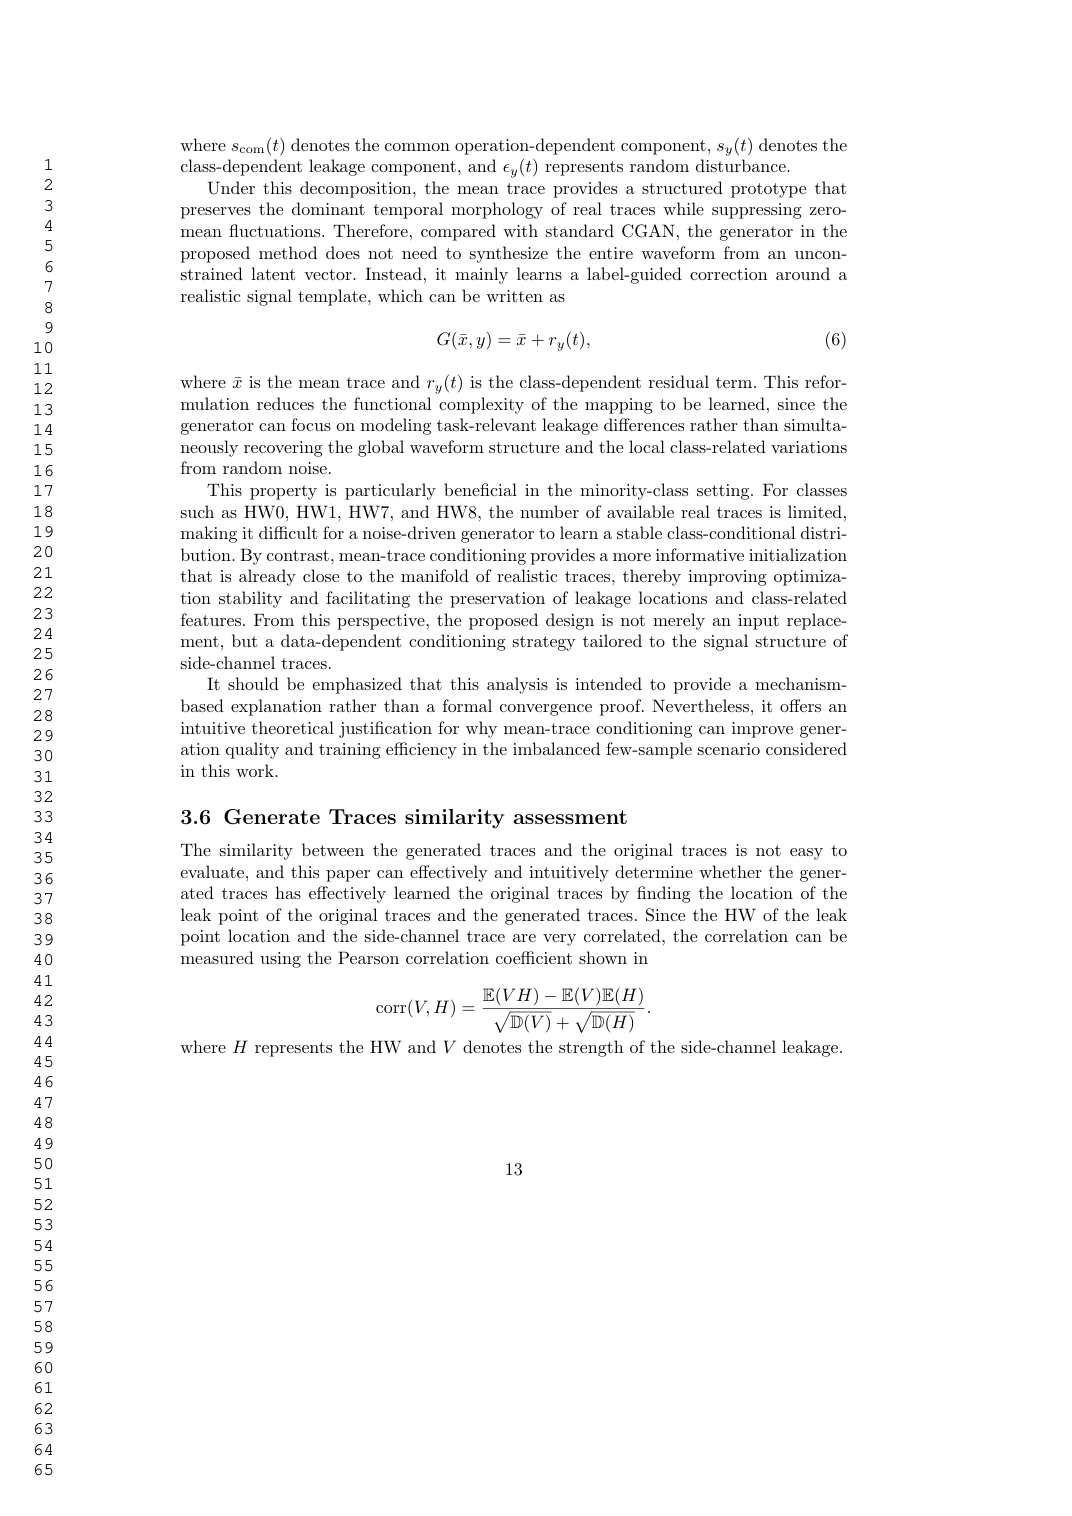 where s_com(t) denotes the common operation-dependent component, s_y(t) denotes the
class-dependent leakage component, and ϵ_y(t) represents random disturbance.
Under this decomposition, the mean trace provides a structured prototype that
preserves the dominant temporal morphology of real traces while suppressing zero-
mean fluctuations. Therefore, compared with standard CGAN, the generator in the
proposed method does not need to synthesize the entire waveform from an uncon-
strained latent vector. Instead, it mainly learns a label-guided correction around a
realistic signal template, which can be written as
G(x̄, y) = x̄ + r_y(t), (6)
where x̄ is the mean trace and r_y(t) is the class-dependent residual term. This refor-
mulation reduces the functional complexity of the mapping to be learned, since the
generator can focus on modeling task-relevant leakage differences rather than simulta-
neously recovering the global waveform structure and the local class-related variations
from random noise.
This property is particularly beneficial in the minority-class setting. For classes
such as HW0, HW1, HW7, and HW8, the number of available real traces is limited,
making it difficult for a noise-driven generator to learn a stable class-conditional distri-
bution. By contrast, mean-trace conditioning provides a more informative initialization
that is already close to the manifold of realistic traces, thereby improving optimiza-
tion stability and facilitating the preservation of leakage locations and class-related
features. From this perspective, the proposed design is not merely an input replace-
ment, but a data-dependent conditioning strategy tailored to the signal structure of
side-channel traces.
It should be emphasized that this analysis is intended to provide a mechanism-
based explanation rather than a formal convergence proof. Nevertheless, it offers an
intuitive theoretical justification for why mean-trace conditioning can improve gener-
ation quality and training efficiency in the imbalanced few-sample scenario considered
in this work.
3.6 Generate Traces similarity assessment
The similarity between the generated traces and the original traces is not easy to
evaluate, and this paper can effectively and intuitively determine whether the gener-
ated traces has effectively learned the original traces by finding the location of the
leak point of the original traces and the generated traces. Since the HW of the leak
point location and the side-channel trace are very correlated, the correlation can be
measured using the Pearson correlation coefficient shown in
corr(V, H) = (𝔼(VH) − 𝔼(V)𝔼(H)) / (√𝔻(V) + √𝔻(H)).
where H represents the HW and V denotes the strength of the side-channel leakage.
13
1
2
3
4
5
6
7
8
9
10
11
12
13
14
15
16
17
18
19
20
21
22
23
24
25
26
27
28
29
30
31
32
33
34
35
36
37
38
39
40
41
42
43
44
45
46
47
48
49
50
51
52
53
54
55
56
57
58
59
60
61
62
63
64
65